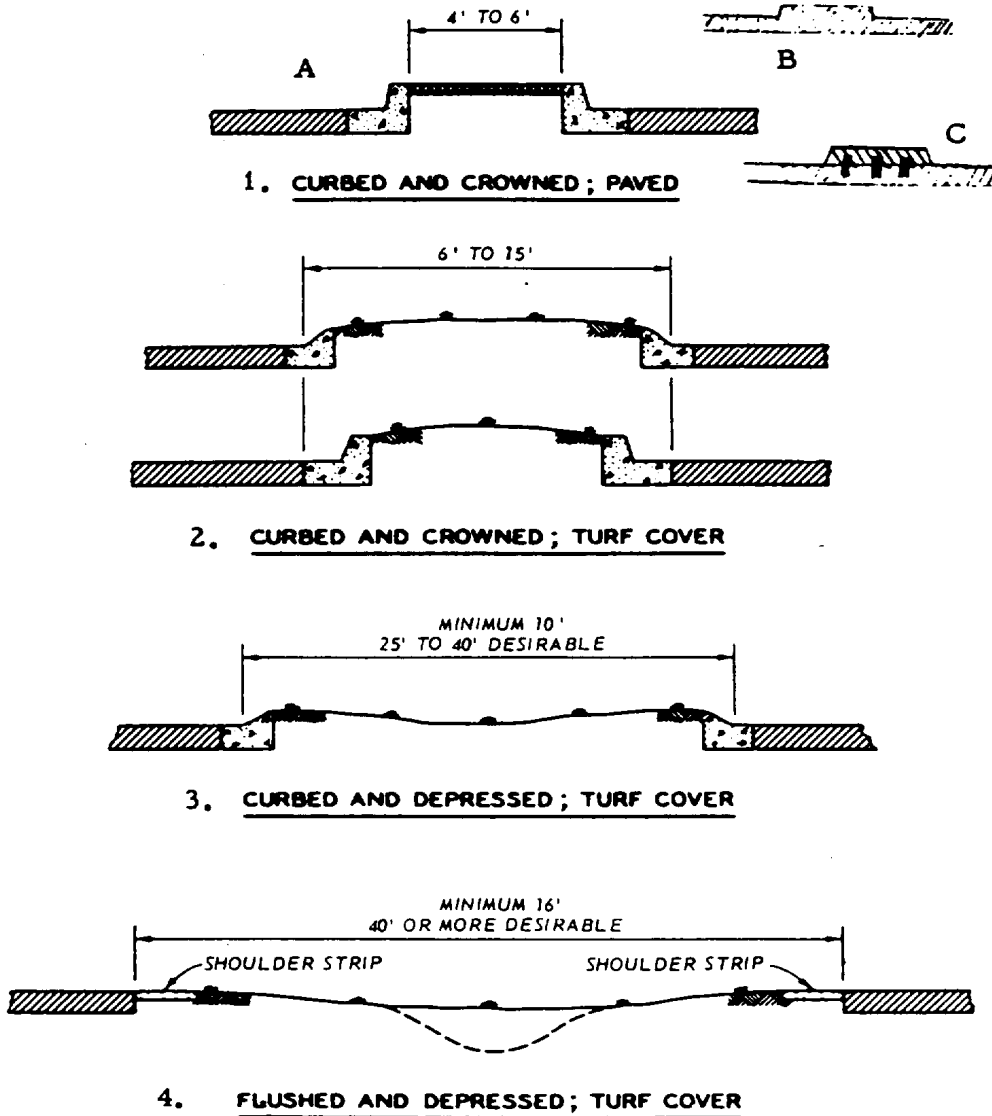 4' TO 6'
A
B
C
1. CURBED AND CROWNED; PAVED
6' TO 15'
2. CURBED AND CROWNED; TURF COVER
MINIMUM 10'
25' TO 40' DESIRABLE
3. CURBED AND DEPRESSED; TURF COVER
MINIMUM 16'
40' OR MORE DESIRABLE
SHOULDER STRIP
SHOULDER STRIP
4. FLUSHED AND DEPRESSED; TURF COVER